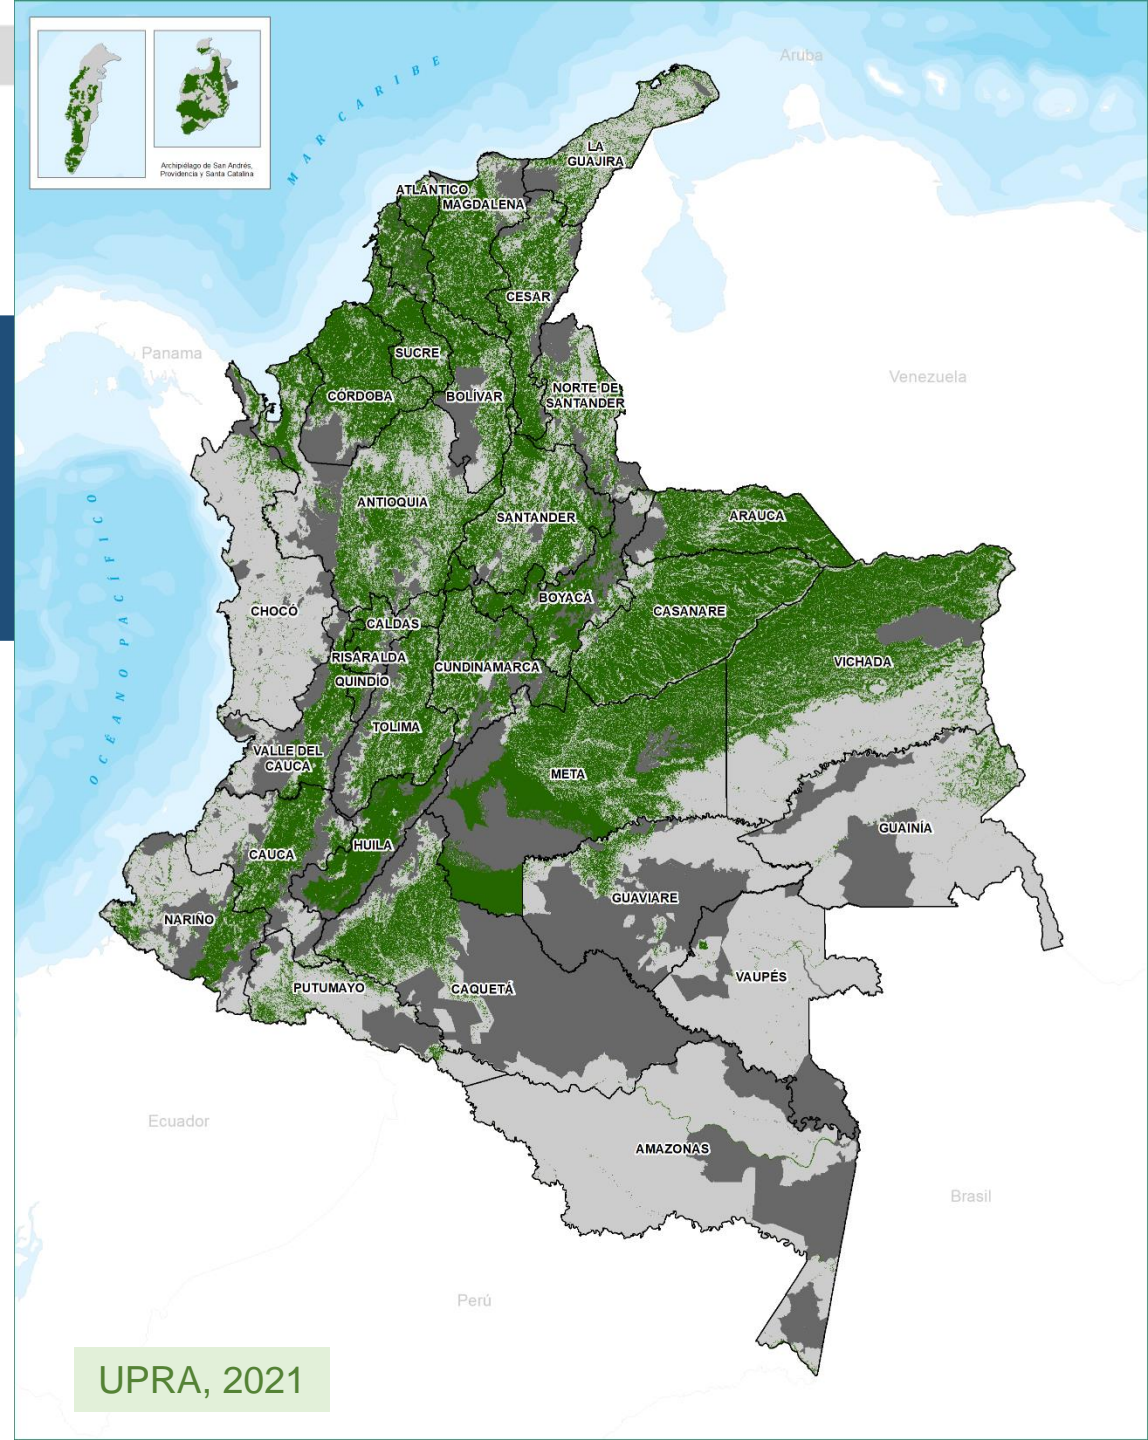 Archipiélago de San Andrés,
Providencia y Santa Catalina
MAR CARIBE
Aruba
LA
GUAJIRA
ATLÁNTICO
MAGDALENA
CESAR
Panama
SUCRE
Venezuela
CÓRDOBA
BOLÍVAR
NORTE DE
SANTANDER
OCÉANO PACÍFICO
ANTIOQUIA
SANTANDER
ARAUCA
CHOCÓ
CALDAS
BOYACÁ
CASANARE
RISARALDA
CUNDINAMARCA
VICHADA
QUINDÍO
TOLIMA
VALLE DEL
CAUCA
META
GUAINÍA
CAUCA
HUILA
GUAVIARE
NARIÑO
VAUPÉS
PUTUMAYO
CAQUETÁ
Ecuador
AMAZONAS
Brasil
Perú
UPRA, 2021